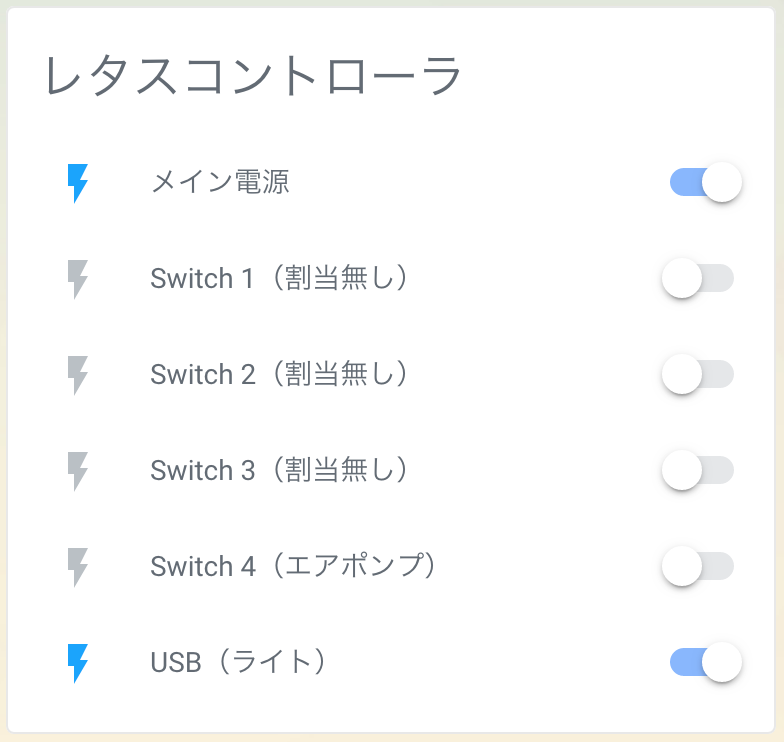 レタスコントローラ
メイン電源
Switch 1（割当無し）
Switch 2（割当無し）
Switch 3（割当無し）
Switch 4（エアポンプ）
USB（ライト）